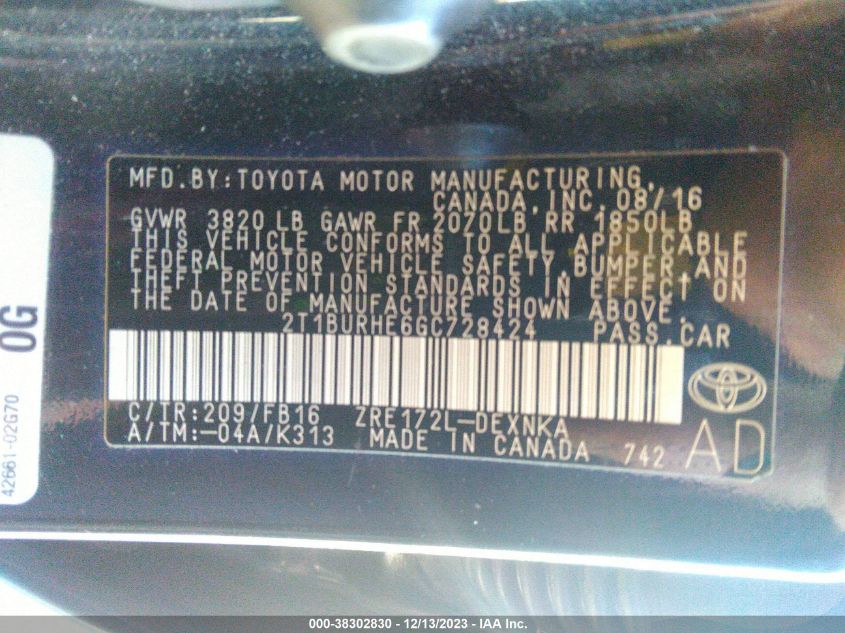 MFD.BY:TOYOTA MOTOR MANUFACTURING,
CANADA,INC.08/16
GVWR 3820 LB GAWR FR 2070LB RR 1850LB
THIS VEHICLE CONFORMS TO ALL APPLICABLE
FEDERAL MOTOR VEHICLE SAFETY,BUMPER,AND
THEFT PREVENTION STANDARDS IN EFFECT ON
THE DATE OF MANUFACTURE SHOWN ABOVE.
2T1BURHE6GC728424 PASS.CAR
C/TR:209/FB16 ZRE172L-DEXNKA
A/TM:-04A/K313 MADE IN CANADA 742
AD
0G
42661-02G70
000-38302830 - 12/13/2023 - IAA Inc.